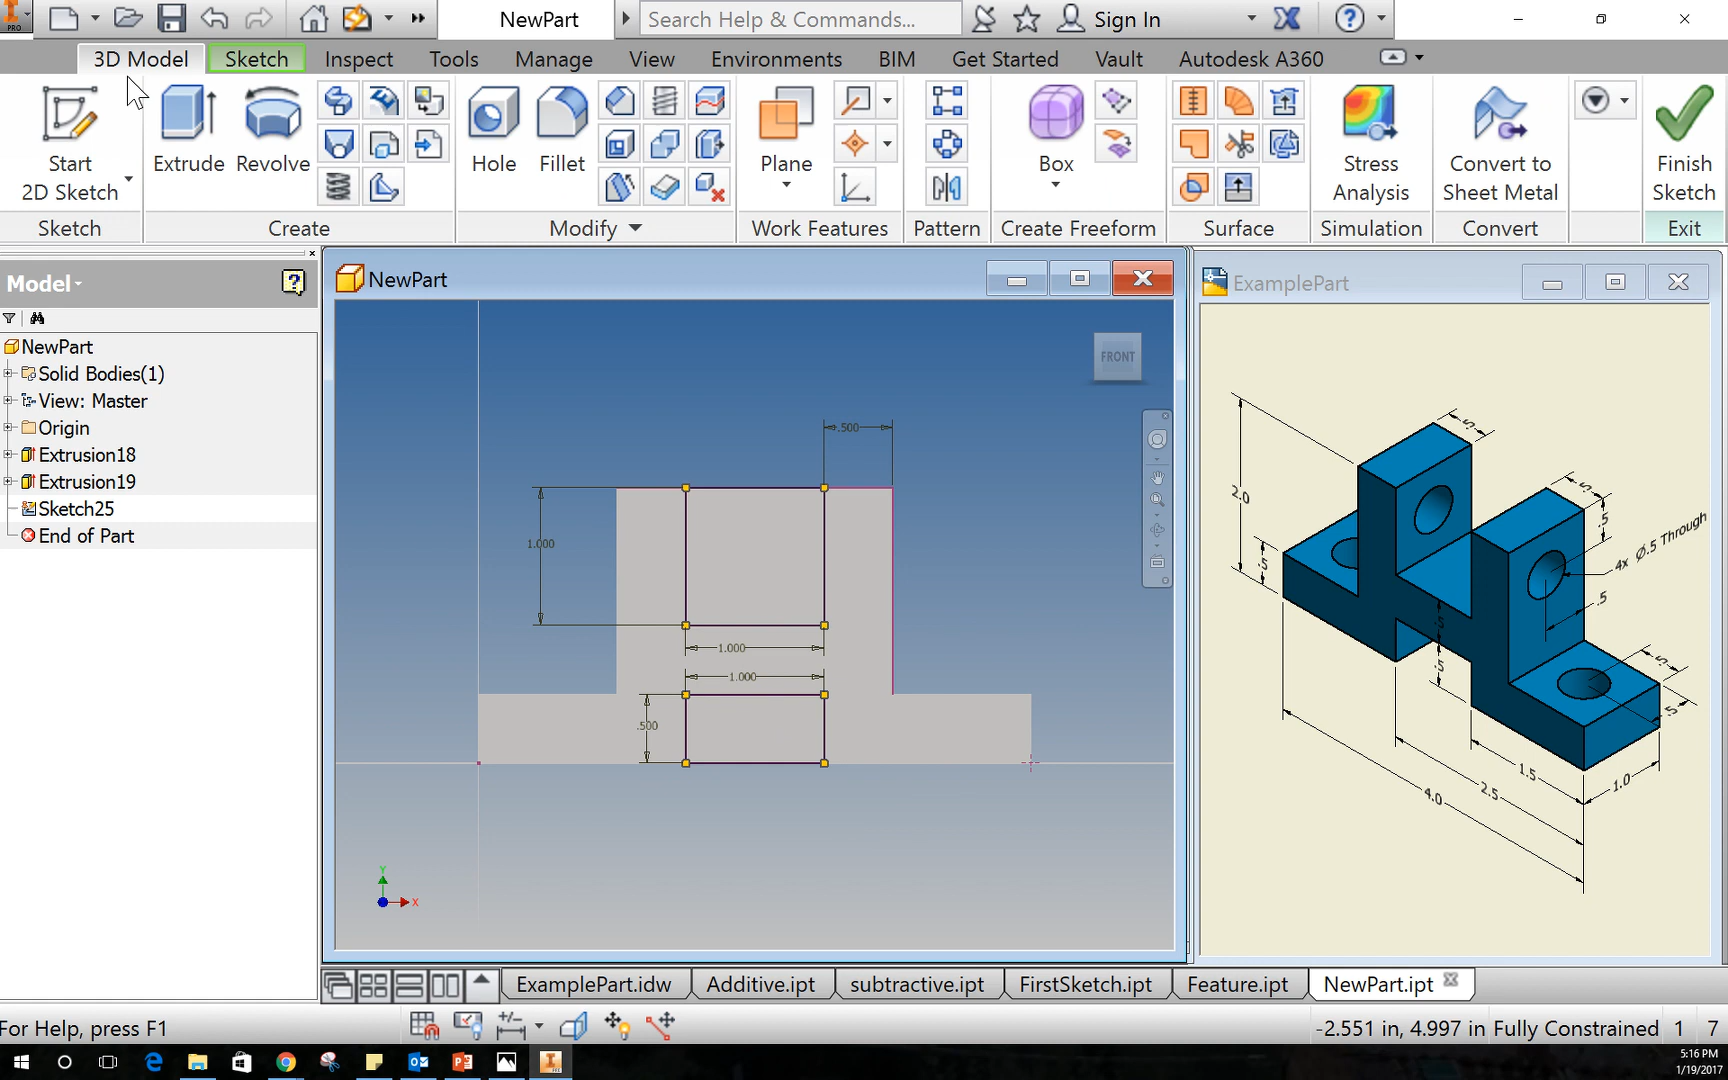 PRO
NewPart
Search Help & Commands...
Sign In
3D Model
Sketch
Inspect
Tools
Manage
View
Environments
BIM
Get Started
Vault
Autodesk A360
Start
2D Sketch
Extrude
Revolve
Hole
Fillet
Plane
Box
Stress
Analysis
Convert to
Sheet Metal
Finish
Sketch
Sketch
Create
Modify
Work Features
Pattern
Create Freeform
Surface
Simulation
Convert
Exit
Model
NewPart
Solid Bodies(1)
View: Master
Origin
Extrusion18
Extrusion19
Sketch25
End of Part
NewPart
FRONT
.500
1.000
1.000
1.000
.500
Y
X
ExamplePart
.5
2.0
.5
.5
.5
4x Ø.5 Through
.5
.5
.5
.5
.5
1.5
1.0
2.5
4.0
ExamplePart.idw
Additive.ipt
subtractive.ipt
FirstSketch.ipt
Feature.ipt
NewPart.ipt
For Help, press F1
-2.551 in, 4.997 in Fully Constrained 1 7
5:16 PM
1/19/2017